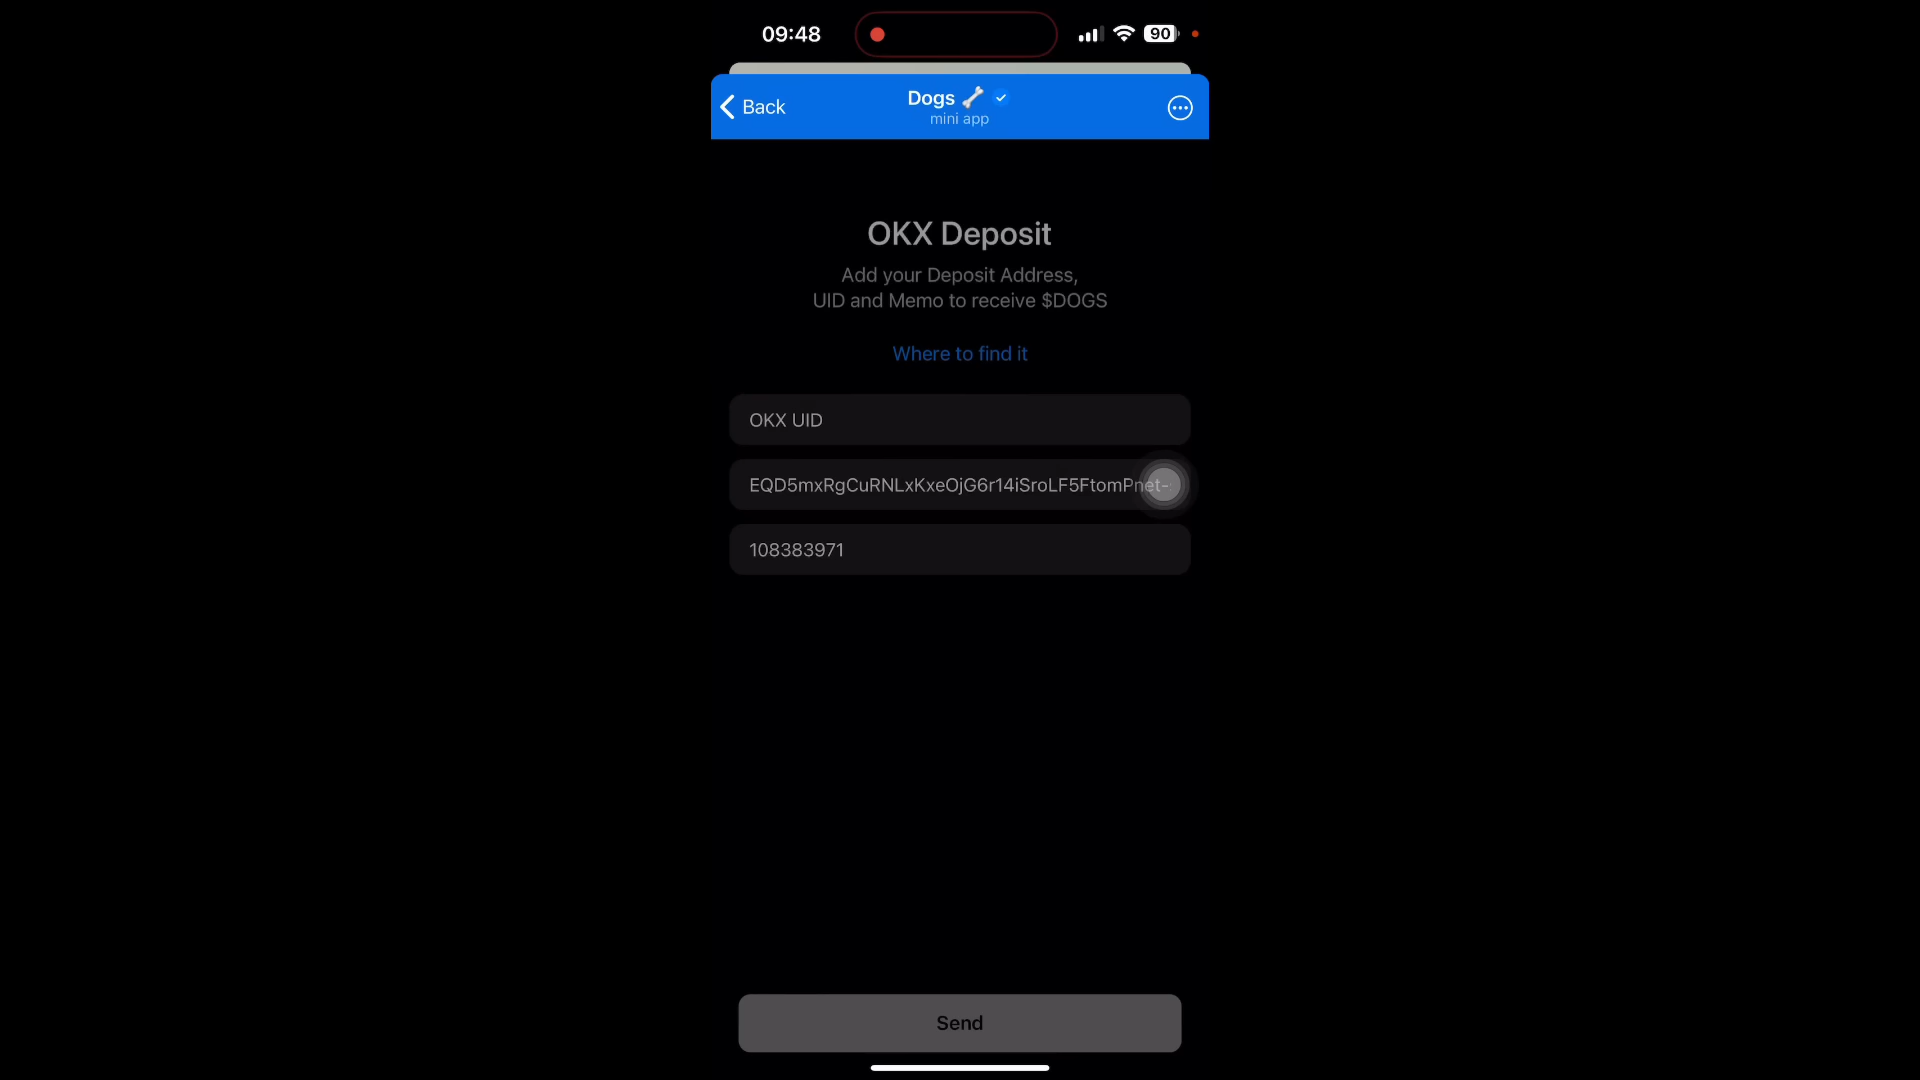 09:48
90
Back
Dogs
mini app
OKX Deposit
Add your Deposit Address,
UID and Memo to receive $DOGS
Where to find it
OKX UID
EQD5mxRgCuRNLxKxeOjG6r14iSroLF5FtomPnet-
108383971
Send